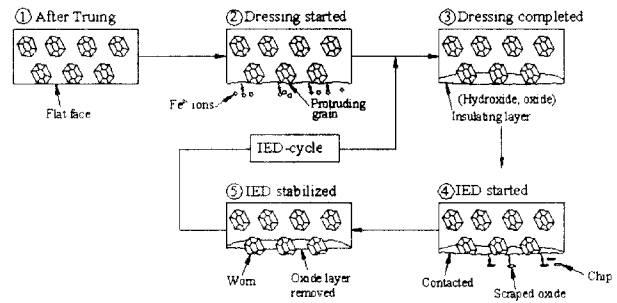 ① After Truing
② Dressing started
③ Dressing completed
Flat face
Fe²⁺ ions
Protruding
grain
(Hydroxide, oxide)
Insulating layer
IED-cycle
⑤ IED stabilized
④ IED started
Worn
Oxide layer
removed
Contacted
Scraped oxide
Chip